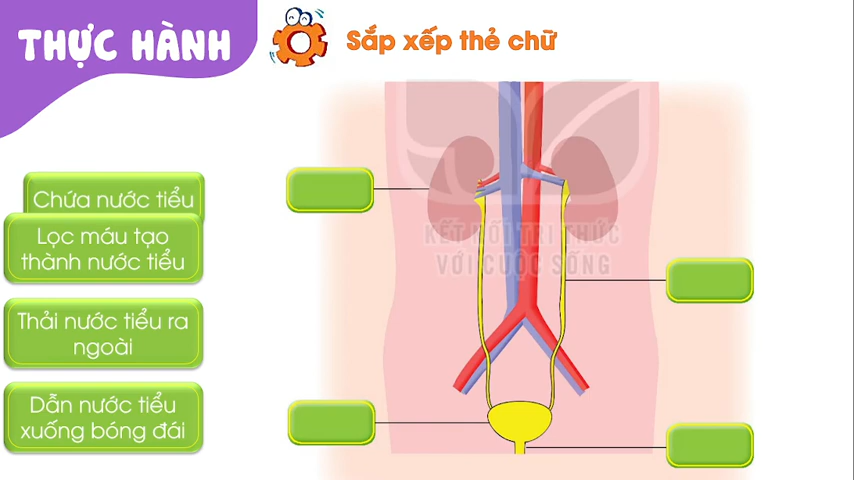 THỰC HÀNH
Sắp xếp thẻ chữ
Chứa nước tiểu
Lọc máu tạo
thành nước tiểu
Thải nước tiểu ra
ngoài
Dẫn nước tiểu
xuống bóng đái
KẾT NỐI TRI THỨC
VỚI CUỘC SỐNG